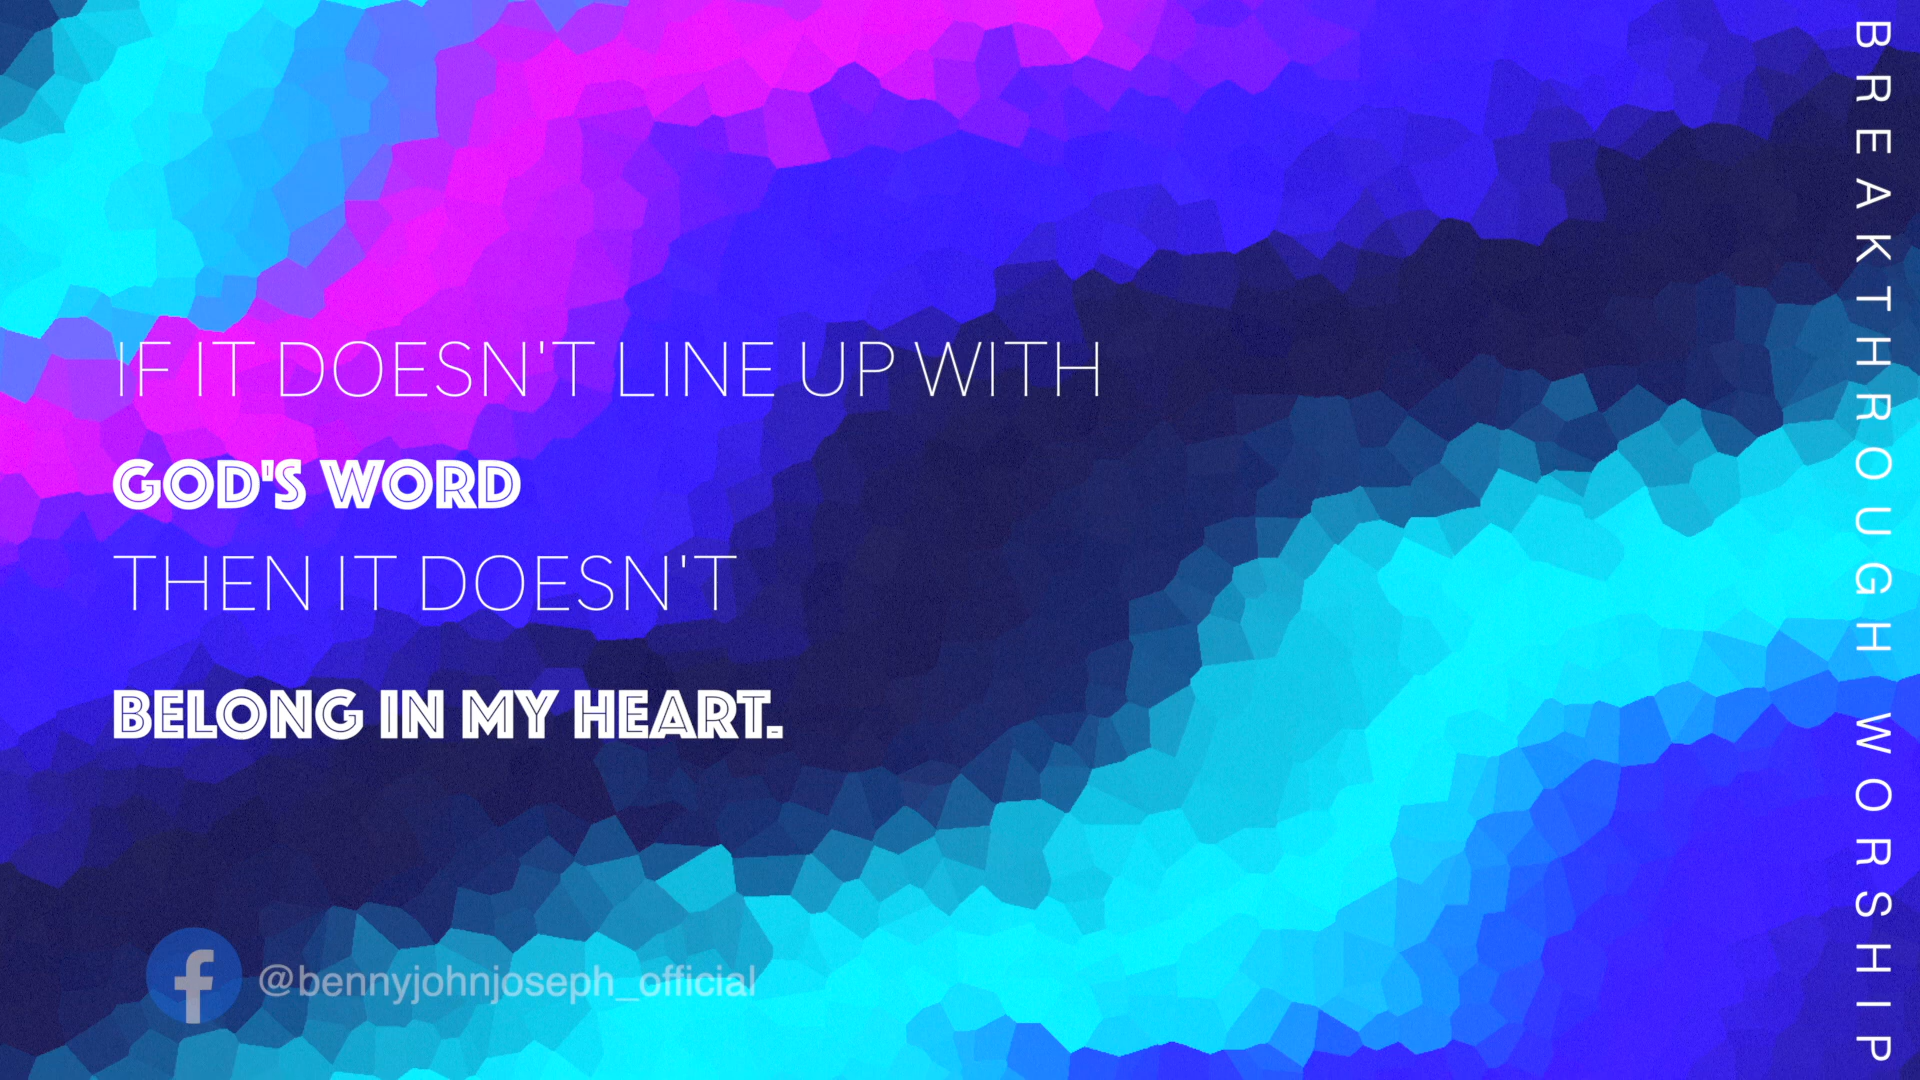 IF IT DOESN'T LINE UP WITH
GOD'S WORD
THEN IT DOESN'T
BELONG IN MY HEART.
@bennyjohnjoseph_official
BREAKTHROUGH WORSHIP